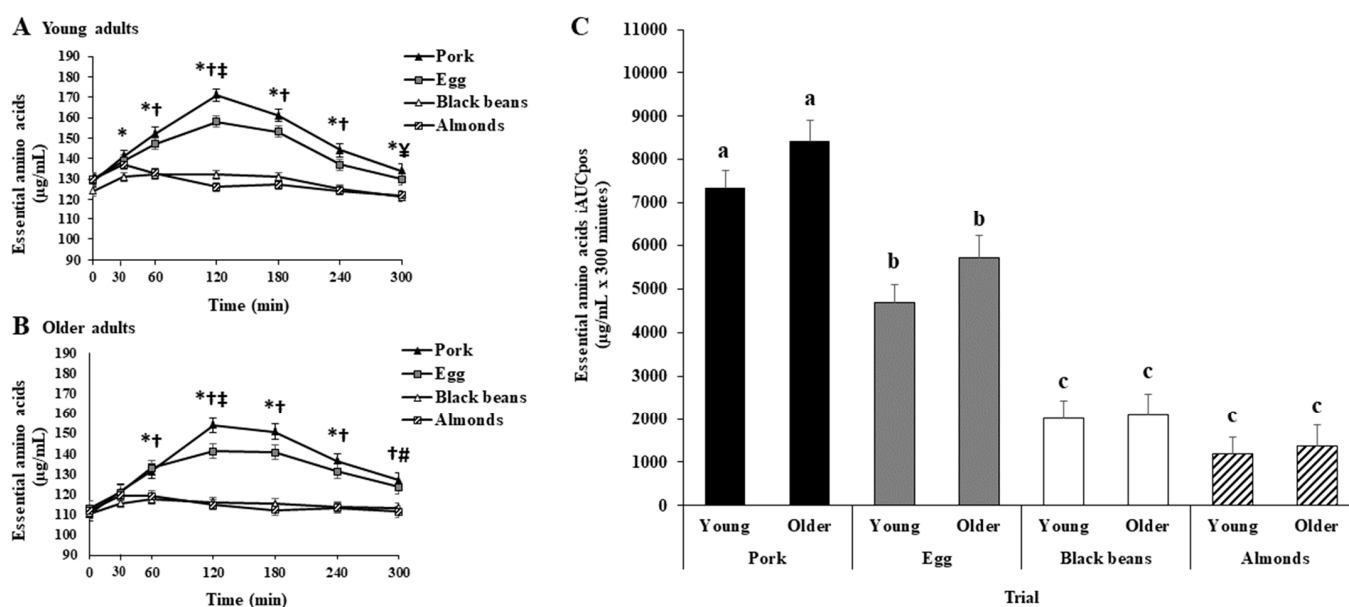 A Young adults
190
180
170
160
150
140
130
120
110
100
90
Essential amino acids
(µg/mL)
*
*†
*†‡
*†
*†
*¥
Pork
Egg
Black beans
Almonds
0 30 60 120 180 240 300
Time (min)
B Older adults
190
180
170
160
150
140
130
120
110
100
90
Essential amino acids
(µg/mL)
*†
*†‡
*†
*†
†#
Pork
Egg
Black beans
Almonds
0 30 60 120 180 240 300
Time (min)
C
11000
10000
9000
8000
7000
6000
5000
4000
3000
2000
1000
0
Essential amino acids iAUCpos
(µg/mL x 300 minutes)
a a b b c c c c
Young Older Young Older Young Older Young Older
Pork Egg Black beans Almonds
Trial